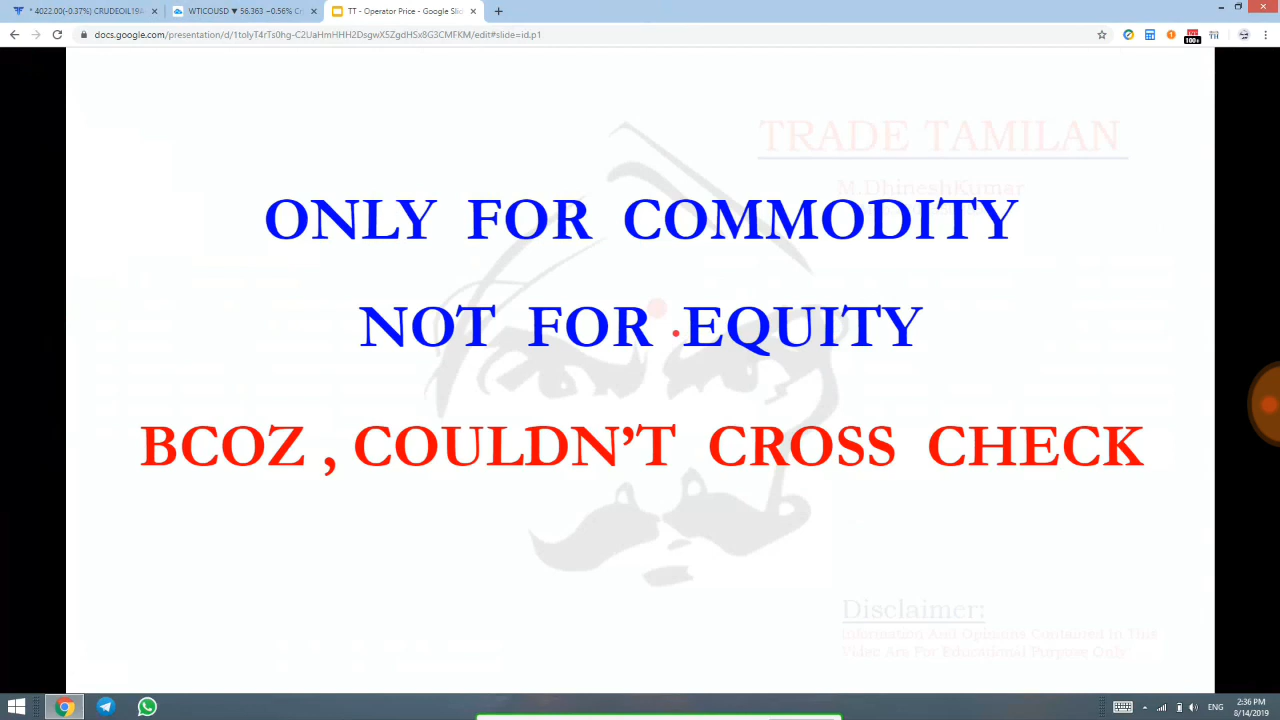 * 4022.00(-0.37%) CRUDEOIL19A
WTICOUSD ▾ 56.363 +0.56% Cr
TT - Operator Price - Google Slid
docs.google.com/presentation/d/1tolyT4rTs0hg-C2UaHmHHH2DsgwX5ZgdHSx8G3CMFKM/edit#slide=id.p1
100±
TRADE TAMILAN
M.DhineshKumar
ONLY FOR COMMODITY
NOT FOR EQUITY
BCOZ , COULDN'T CROSS CHECK
Disclaimer:
Information And Opinions Contained In This
Video Are For Educational Purpose Only
ENG
2:36 PM
8/14/2019